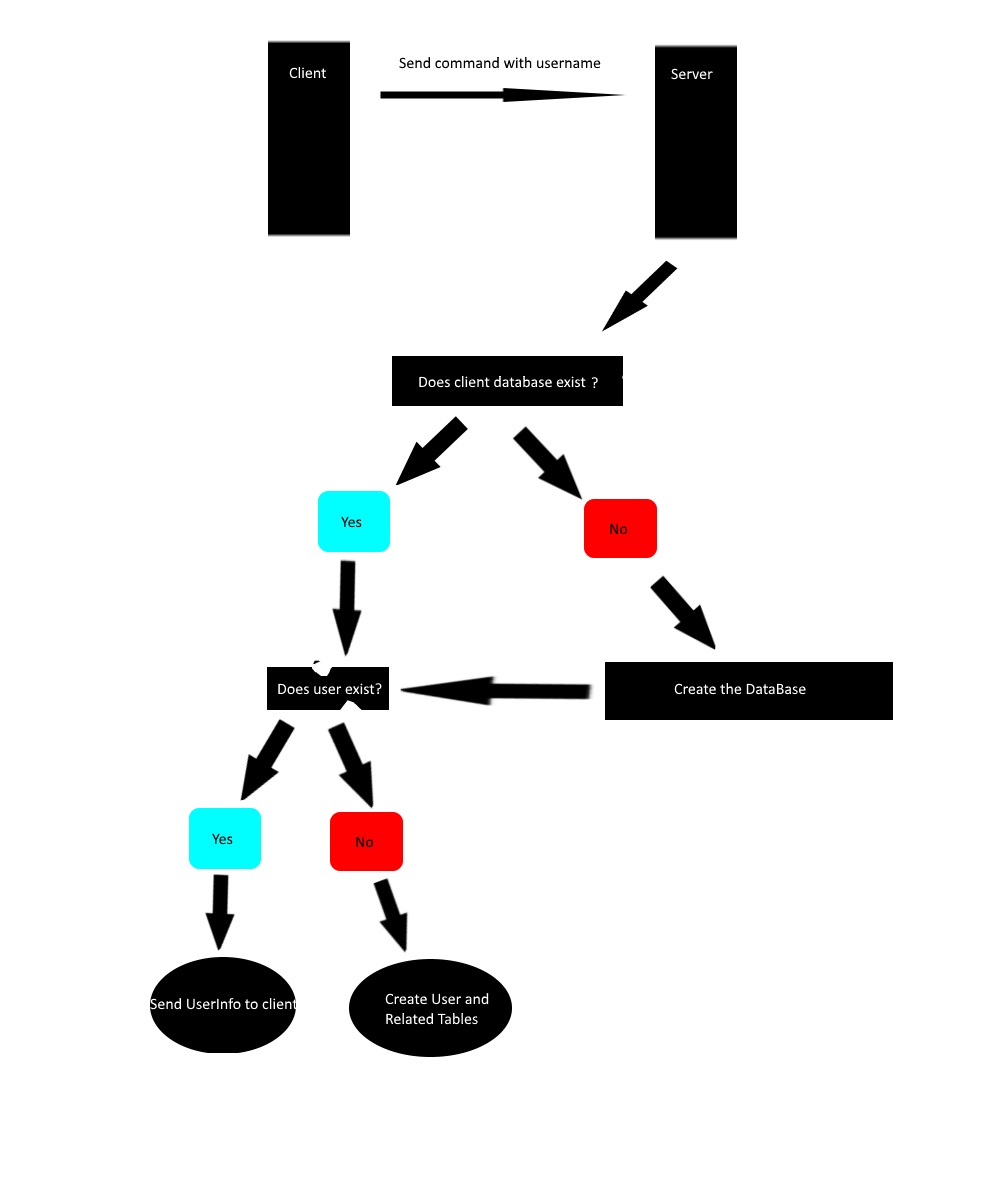 Client
Send command with username
Server
Does client database exist ?
Yes
No
Does user exist?
Create the DataBase
Yes
No
Send UserInfo to client
Create User and
Related Tables